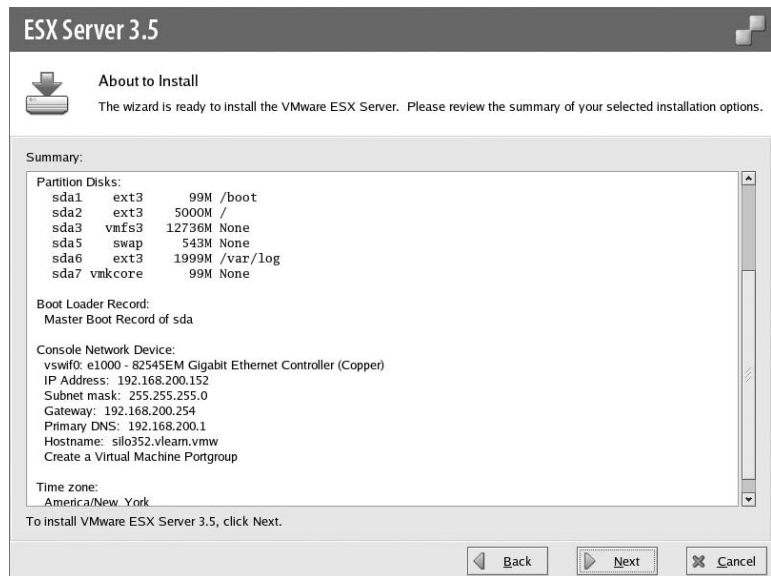 ESX Server 3.5
About to Install
The wizard is ready to install the VMware ESX Server. Please review the summary of your selected installation options.
Summary:
Partition Disks:
sda1 ext3 99M /boot
sda2 ext3 5000M /
sda3 vmfs3 12736M None
sda5 swap 543M None
sda6 ext3 1999M /var/log
sda7 vmkcore 99M None
Boot Loader Record:
Master Boot Record of sda
Console Network Device:
vswif0: e1000 - 82545EM Gigabit Ethernet Controller (Copper)
IP Address: 192.168.200.152
Subnet mask: 255.255.255.0
Gateway: 192.168.200.254
Primary DNS: 192.168.200.1
Hostname: silo352.vlearn.vmw
Create a Virtual Machine Portgroup
Time zone:
America/New_York
To install VMware ESX Server 3.5, click Next.
Back Next Cancel